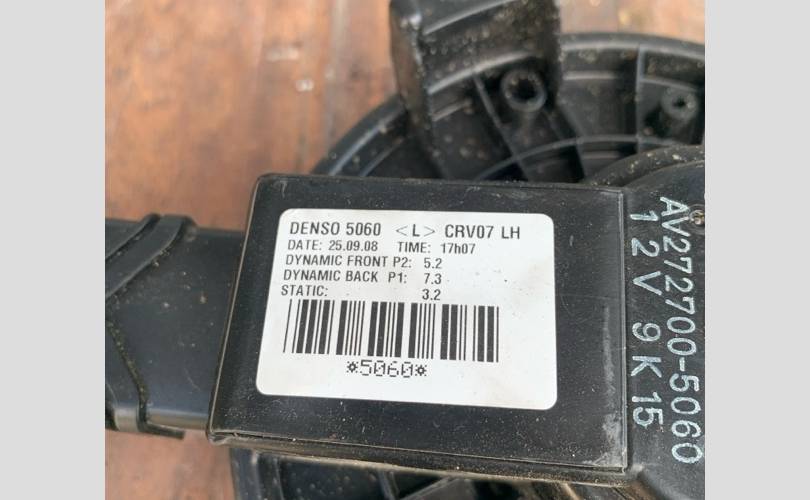 DENSO 5060 <L> CRV07 LH
DATE: 25.09.08 TIME: 17h07
DYNAMIC FRONT P2: 5.2
DYNAMIC BACK P1: 7.3
STATIC: 3.2
*5060*
AV272700-5060
12V 9K15